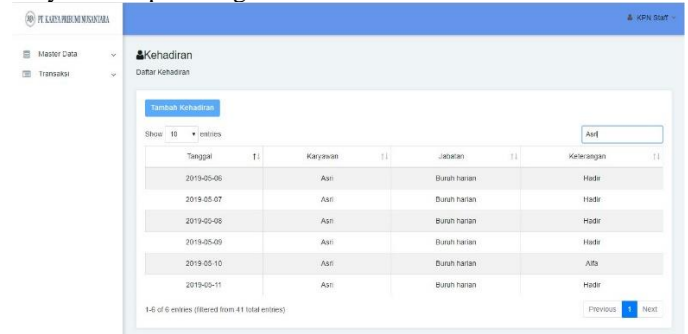 PT. KARYA PRIBUMI NUSANTARA
KPN Staff
Master Data
Transaksi
Kehadiran
Daftar Kehadiran
Tambah Kehadiran
Show 10 entries
Asri
Tanggal Karyawan Jabatan Keterangan
2019-05-06 Asri Buruh harian Hadir
2019-05-07 Asri Buruh harian Hadir
2019-05-08 Asri Buruh harian Hadir
2019-05-09 Asri Buruh harian Hadir
2019-05-10 Asri Buruh harian Alfa
2019-05-11 Asri Buruh harian Hadir
1-6 of 6 entries (filtered from 41 total entries)
Previous 1 Next